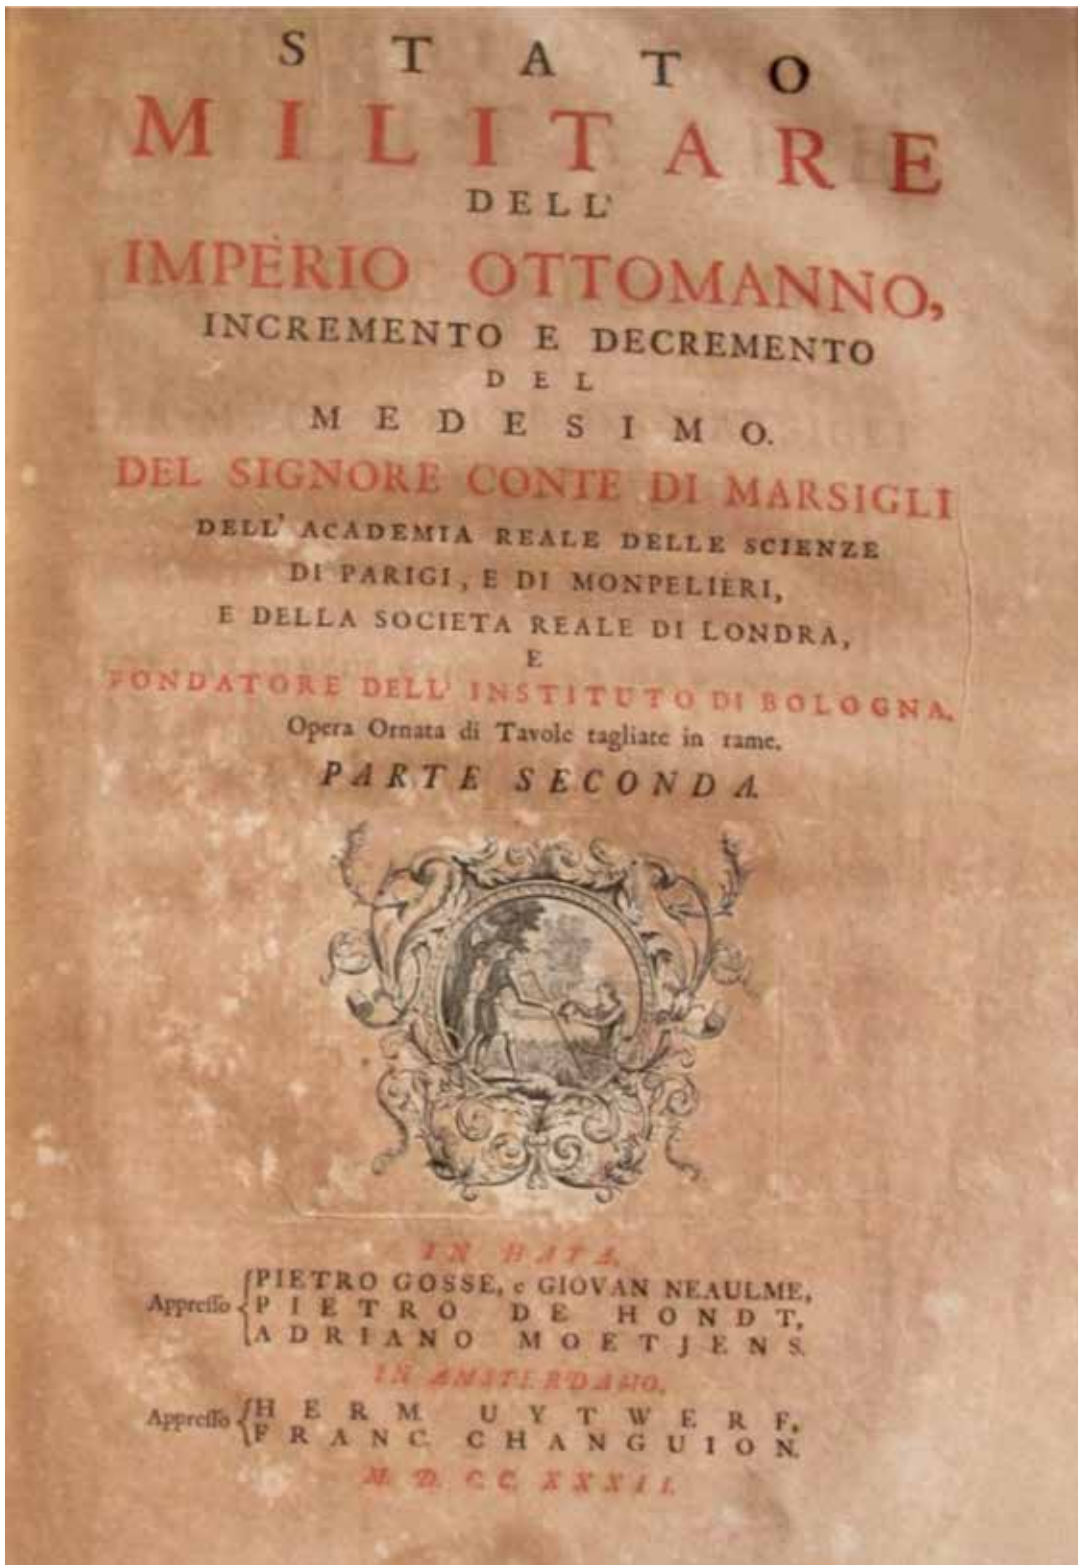 STATO
MILITARE
DELL'
IMPÈRIO OTTOMANNO,
INCREMENTO E DECREMENTO
DEL
MEDESIMO.
DEL SIGNORE CONTE DI MARSIGLI
DELL' ACADEMIA REALE DELLE SCIENZE
DI PARIGI, E DI MONPELIÈRI,
E DELLA SOCIETA REALE DI LONDRA,
E
FONDATORE DELL' INSTITUTO DI BOLOGNA.
Opera Ornata di Tavole tagliate in rame.
PARTE SECONDA.
IN HAYA,
Appresso
PIETRO GOSSE, e GIOVAN NEAULME,
PIETRO DE HONDT,
ADRIANO MOETJENS.
IN AMSTERDAMO,
Appresso
HERM. UYTWERF,
FRANC. CHANGUION.
M. D. C C. XXXII.